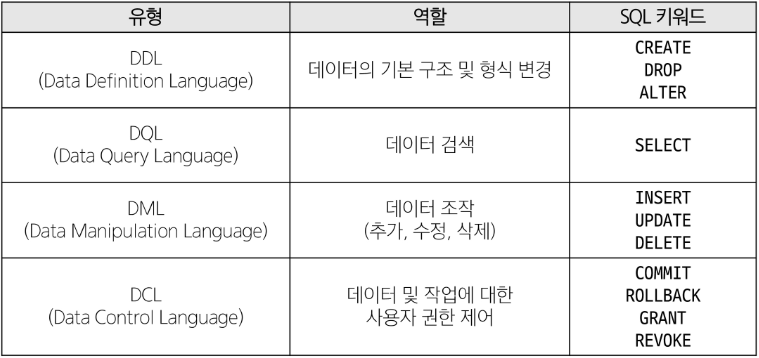 유형 역할 SQL 키워드
DDL
(Data Definition Language)
데이터의 기본 구조 및 형식 변경
CREATE
DROP
ALTER
DQL
(Data Query Language)
데이터 검색
SELECT
DML
(Data Manipulation Language)
데이터 조작
(추가, 수정, 삭제)
INSERT
UPDATE
DELETE
DCL
(Data Control Language)
데이터 및 작업에 대한
사용자 권한 제어
COMMIT
ROLLBACK
GRANT
REVOKE